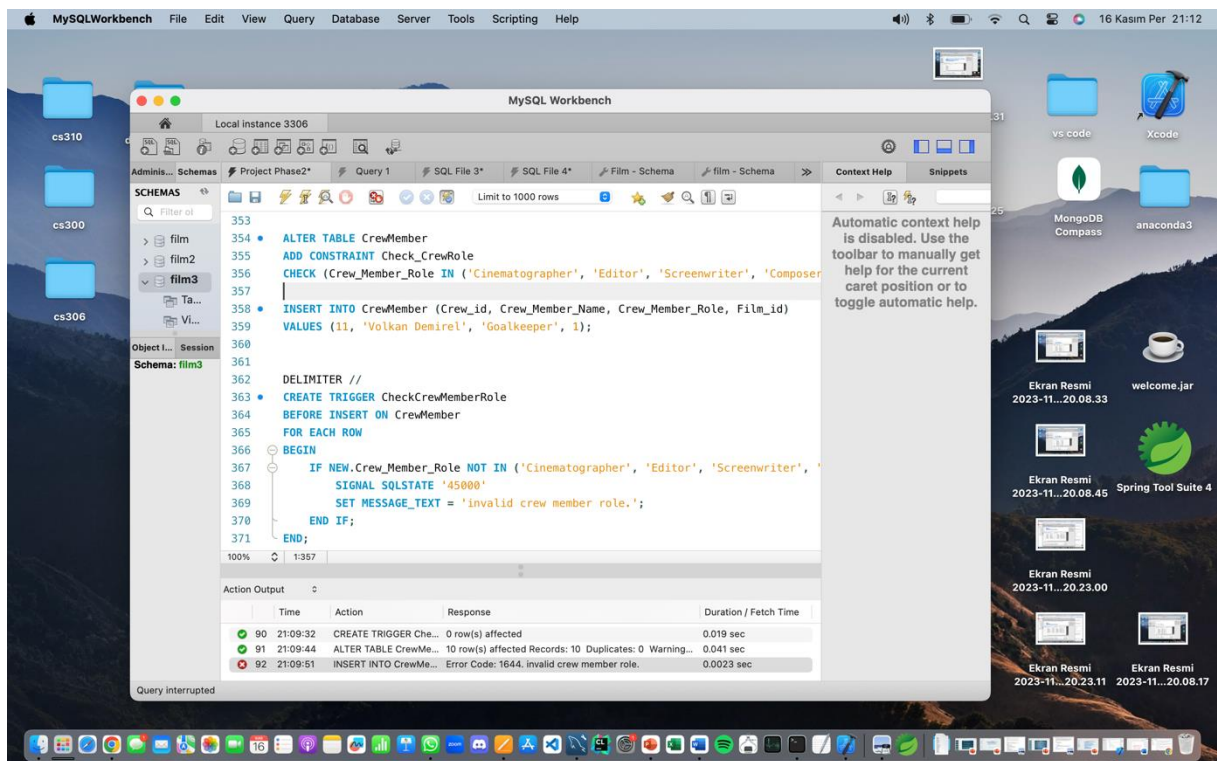 MySQLWorkbench File Edit View Query Database Server Tools Scripting Help 16 Kasım Per 21:12
cs310
cs300
cs306
MySQL Workbench
Local instance 3306
Adminis... Schemas
Project Phase2* Query 1 SQL File 3* SQL File 4* Film - Schema film - Schema
Context Help Snippets
SCHEMAS
Filter ol
film
film2
film3
Ta...
Vi...
Object I... Session
Schema: film3
Limit to 1000 rows
353
354 ALTER TABLE CrewMember
355 ADD CONSTRAINT Check_CrewRole
356 CHECK (Crew_Member_Role IN ('Cinematographer', 'Editor', 'Screenwriter', 'Composer
357
358 INSERT INTO CrewMember (Crew_id, Crew_Member_Name, Crew_Member_Role, Film_id)
359 VALUES (11, 'Volkan Demirel', 'Goalkeeper', 1);
360
361
362 DELIMITER //
363 CREATE TRIGGER CheckCrewMemberRole
364 BEFORE INSERT ON CrewMember
365 FOR EACH ROW
366 BEGIN
367 IF NEW.Crew_Member_Role NOT IN ('Cinematographer', 'Editor', 'Screenwriter', '
368 SIGNAL SQLSTATE '45000'
369 SET MESSAGE_TEXT = 'invalid crew member role.';
370 END IF;
371 END;
100% 1:357
Automatic context help
is disabled. Use the
toolbar to manually get
help for the current
caret position or to
toggle automatic help.
Action Output
Time Action Response Duration / Fetch Time
90 21:09:32 CREATE TRIGGER Che... 0 row(s) affected 0.019 sec
91 21:09:44 ALTER TABLE CrewMe... 10 row(s) affected Records: 10 Duplicates: 0 Warning... 0.041 sec
92 21:09:51 INSERT INTO CrewMe... Error Code: 1644. invalid crew member role. 0.0023 sec
Query interrupted
.31
25
vs code
Xcode
MongoDB
Compass
anaconda3
Ekran Resmi
2023-11...20.08.33
welcome.jar
Ekran Resmi
2023-11...20.08.45
Spring Tool Suite 4
Ekran Resmi
2023-11...20.23.00
Ekran Resmi
2023-11...20.23.11
Ekran Resmi
2023-11...20.08.17
16
zoom